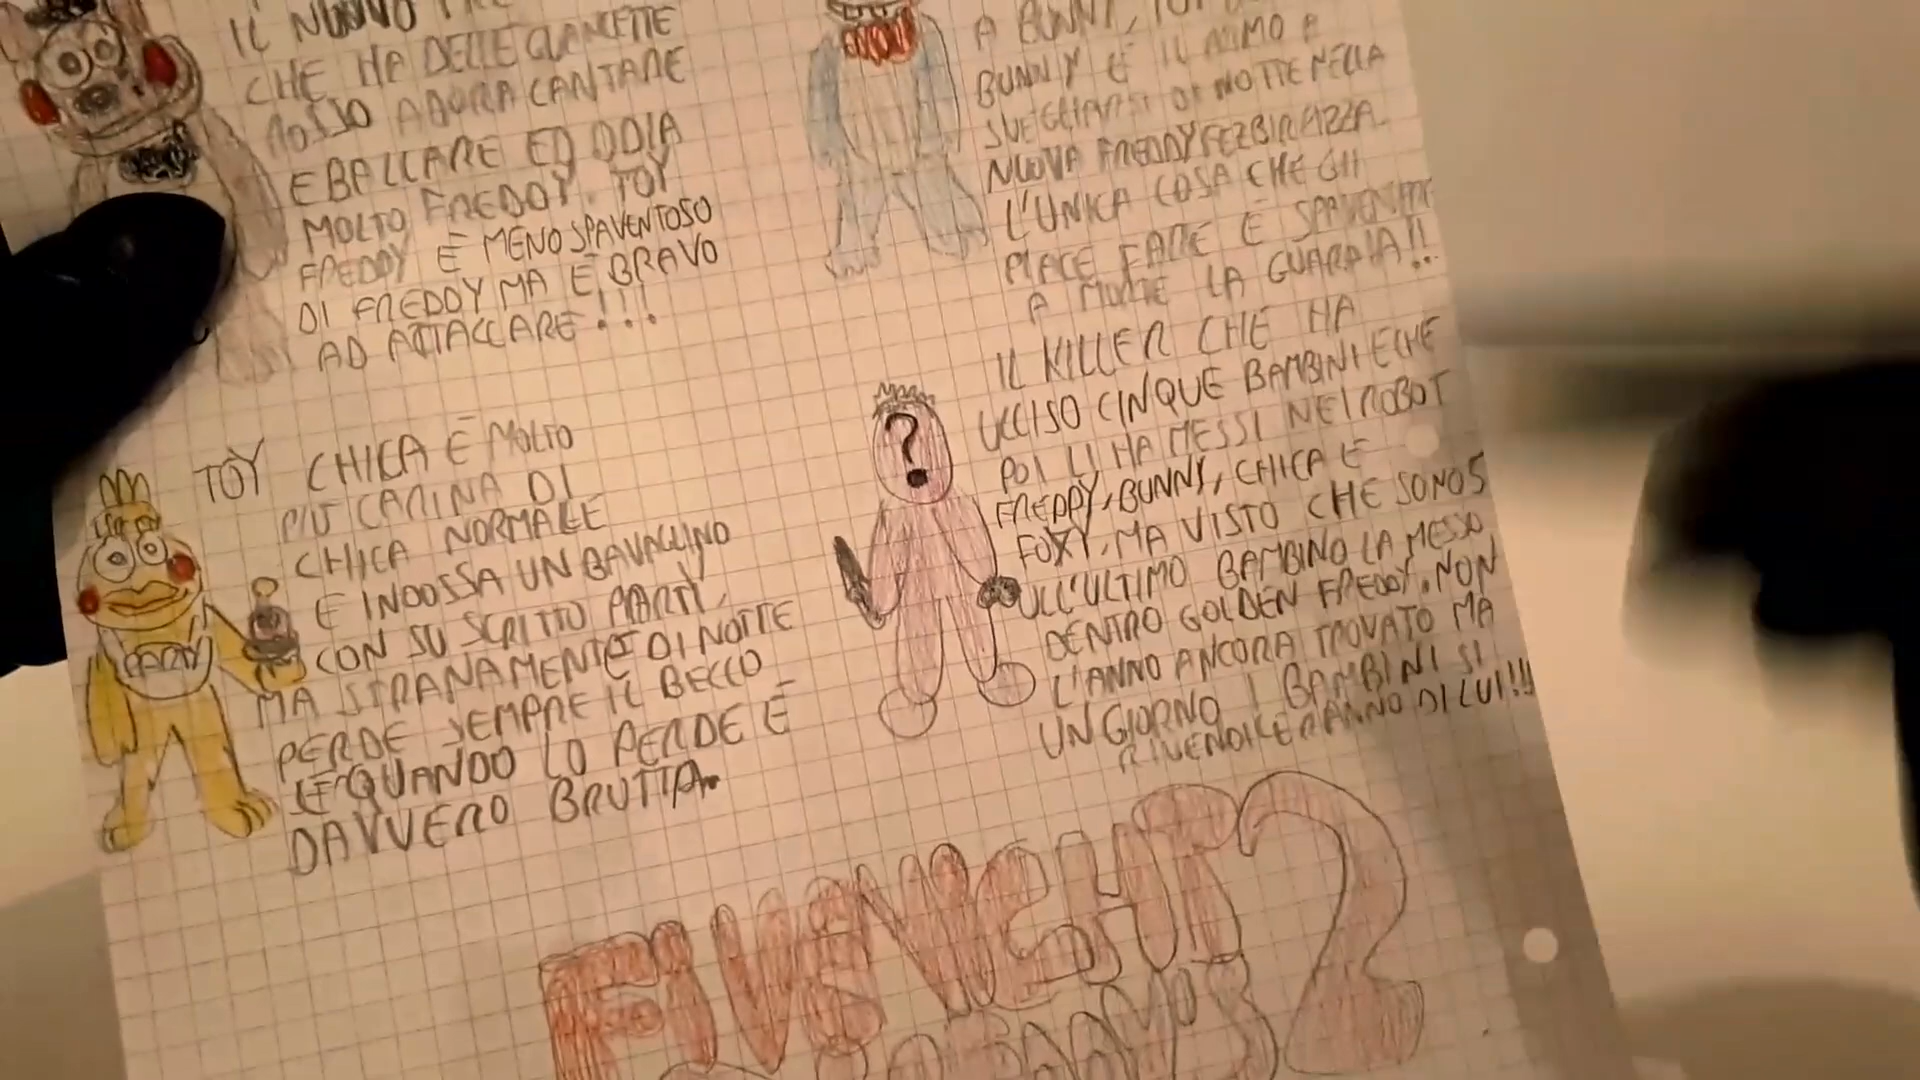 IL NUOVO
CHE HA DELLE GUANCETTE
ROSSO ADORA CANTARE
E BALLARE ED ODIA
MOLTO FREDDY. TOY
FREDDY È MENO SPAVENTOSO
DI FREDDY MA È BRAVO
AD ATTACCARE!!!
A BUNNY,
BUNNY E IL PRIMO A
SVEGLIARSI DI NOTTE NELLA
NUOVA FREDDY FEZBIR PIZZA.
L'UNICA COSA CHE GLI
PIACE FARE È SPAVENTARE
A MORTE LA GUARDIA!!
TOY CHICA È MOLTO
PIÙ CARINA DI
CHICA NORMALE
E INDOSSA UN BAVAGLINO
CON SU SCRITTO PARTY,
MA STRANAMENTE DI NOTTE
PERDE SEMPRE IL BECCO
E QUANDO LO PERDE È
DAVVERO BRUTTA.
PARTY
IL KILLER CHE HA
UCCISO CINQUE BAMBINI E CHE
POI LI HA MESSI NEI ROBOT
FREDDY, BUNNY, CHICA E
FOXY, MA VISTO CHE SONO 5
ULL'ULTIMO BAMBINO LA MESSO
DENTRO GOLDEN FREDDY. NON
L'ANNO ANCORA TROVATO MA
UN GIORNO I BAMBINI SI
RIVENDICERANNO DI LUI!!!
?
FIVE NIGHT 2